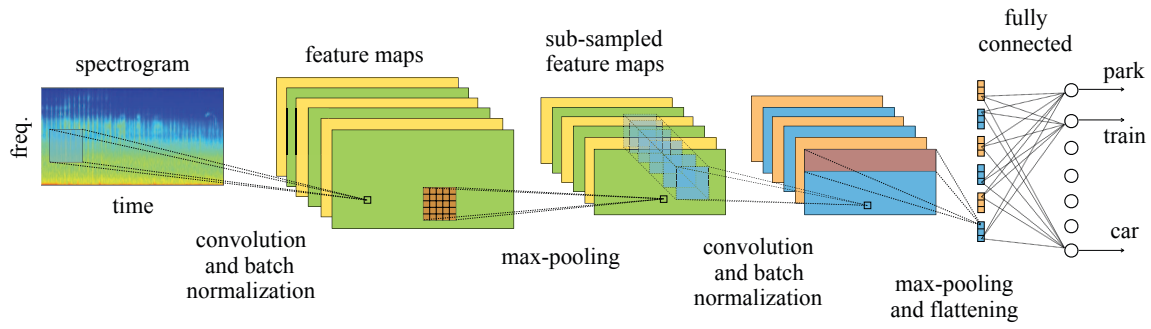 spectrogram
freq.
time
convolution
and batch
normalization
feature maps
max-pooling
sub-sampled
feature maps
convolution
and batch
normalization
max-pooling
and flattening
fully
connected
park
train
car